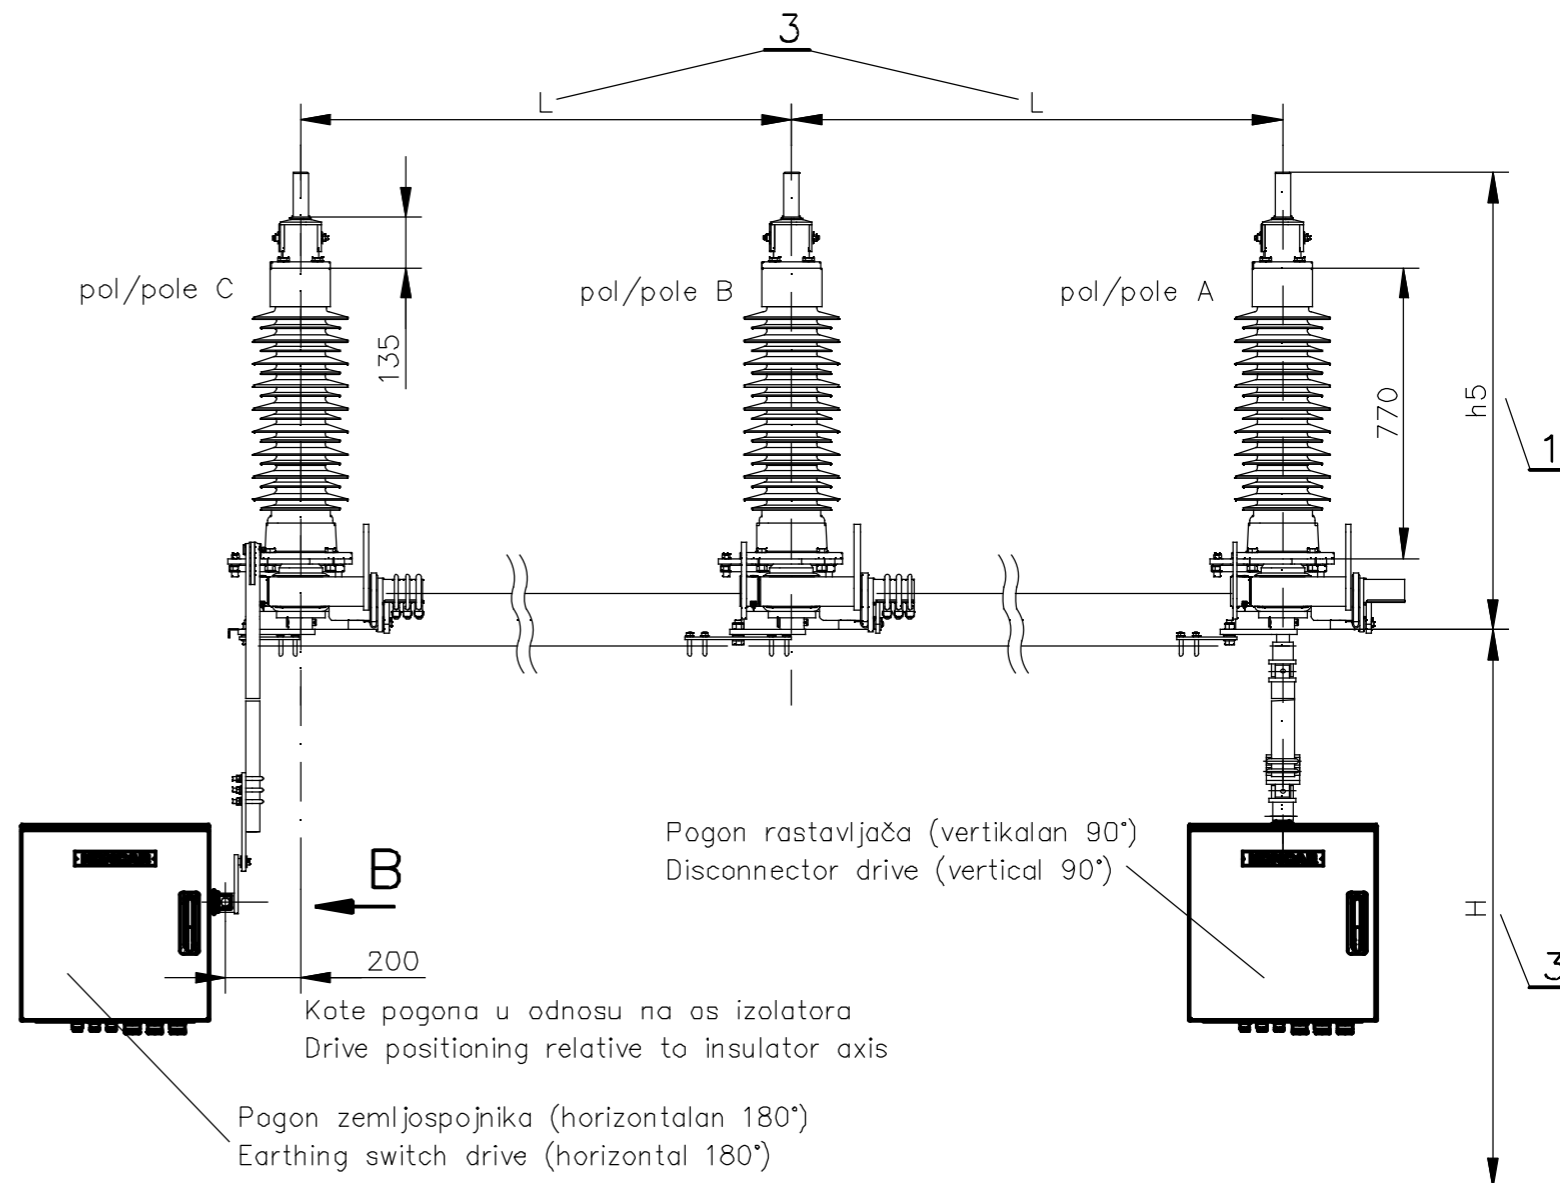 3
L
L
pol/pole C
pol/pole B
pol/pole A
135
770
h5
1
Pogon rastavljača (vertikalan 90°)
Disconnector drive (vertical 90°)
B
H
200
3
Kote pogona u odnosu na os izolatora
Drive positioning relative to insulator axis
Pogon zemljospojnika (horizontalan 180°)
Earthing switch drive (horizontal 180°)